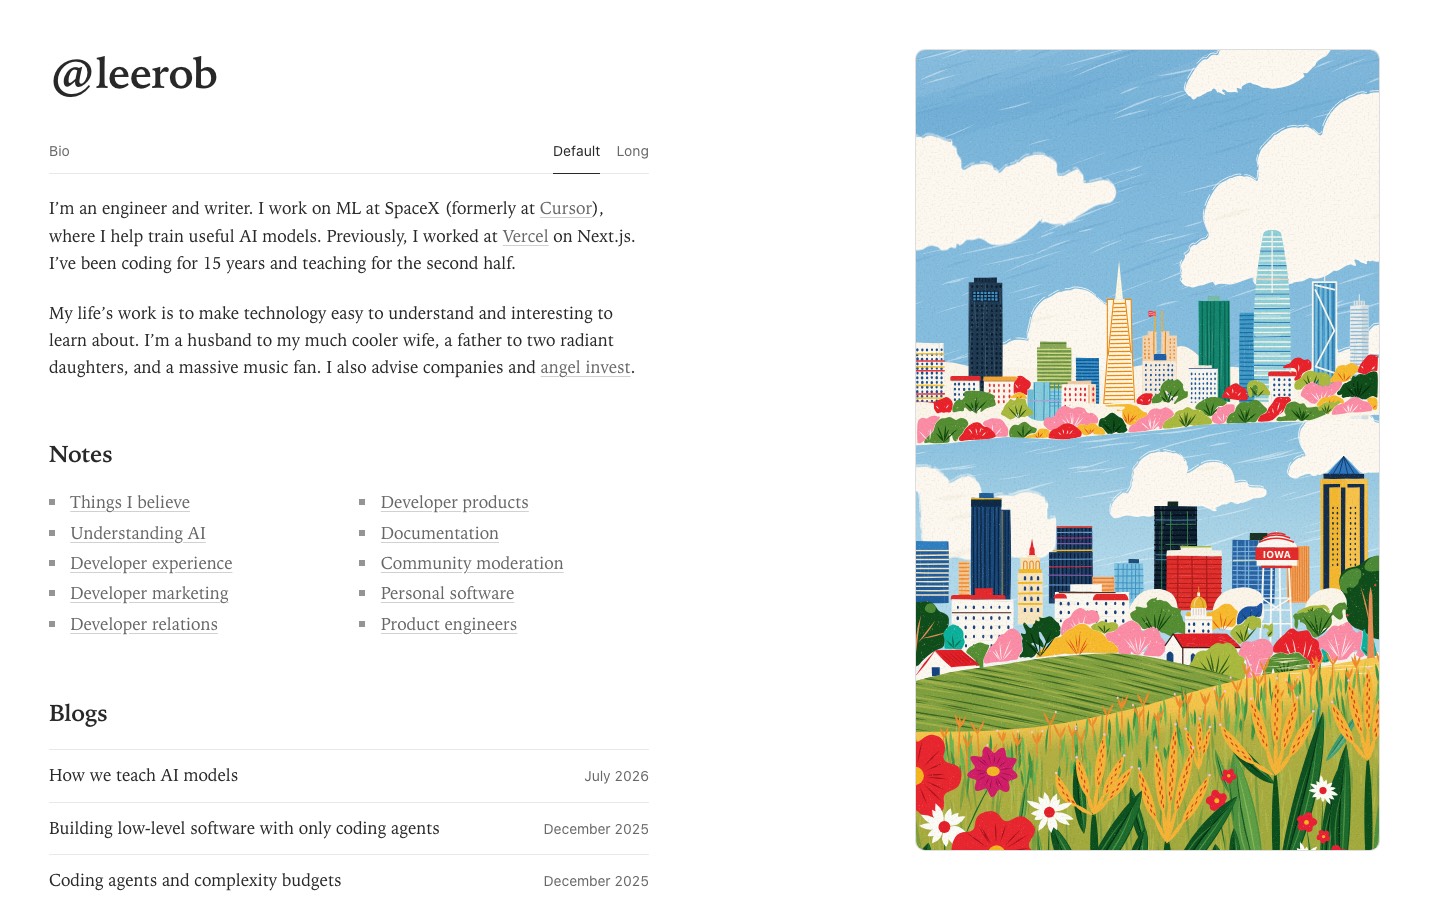 @leerob
Bio
Default
Long
I’m an engineer and writer. I work on ML at SpaceX (formerly at Cursor),
where I help train useful AI models. Previously, I worked at Vercel on Next.js.
I’ve been coding for 15 years and teaching for the second half.
My life’s work is to make technology easy to understand and interesting to
learn about. I’m a husband to my much cooler wife, a father to two radiant
daughters, and a massive music fan. I also advise companies and angel invest.
Notes
Things I believe
Understanding AI
Developer experience
Developer marketing
Developer relations
Developer products
Documentation
Community moderation
Personal software
Product engineers
Blogs
How we teach AI models
July 2026
Building low-level software with only coding agents
December 2025
Coding agents and complexity budgets
December 2025
IOWA